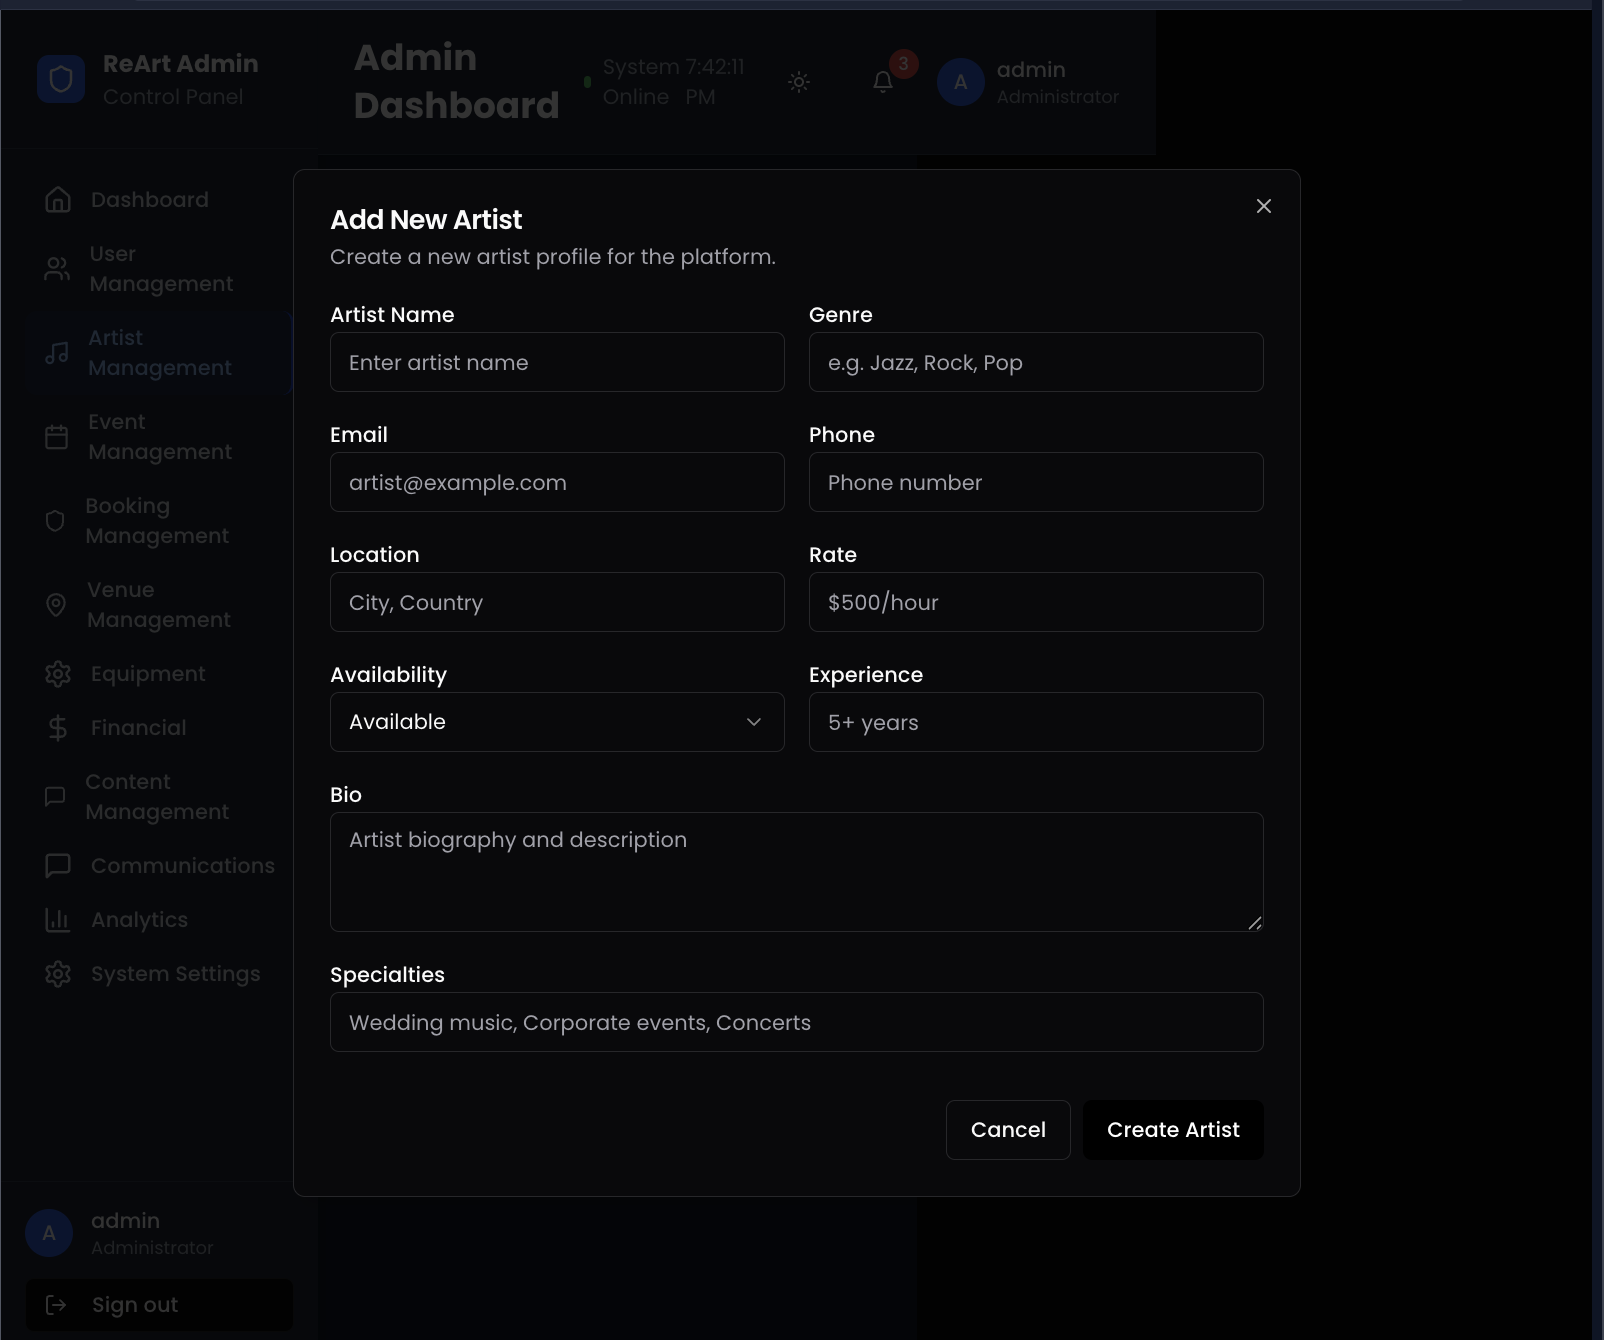 ReArt Admin
Control Panel
Admin
Dashboard
System 7:42:11
Online PM
3
A
admin
Administrator
Dashboard
User
Management
Artist
Management
Event
Management
Booking
Management
Venue
Management
Equipment
Financial
Content
Management
Communications
Analytics
System Settings
A
admin
Administrator
Sign out
Add New Artist
Create a new artist profile for the platform.
Artist Name
Enter artist name
Genre
e.g. Jazz, Rock, Pop
Email
artist@example.com
Phone
Phone number
Location
City, Country
Rate
$500/hour
Availability
Available
Experience
5+ years
Bio
Artist biography and description
Specialties
Wedding music, Corporate events, Concerts
Cancel
Create Artist